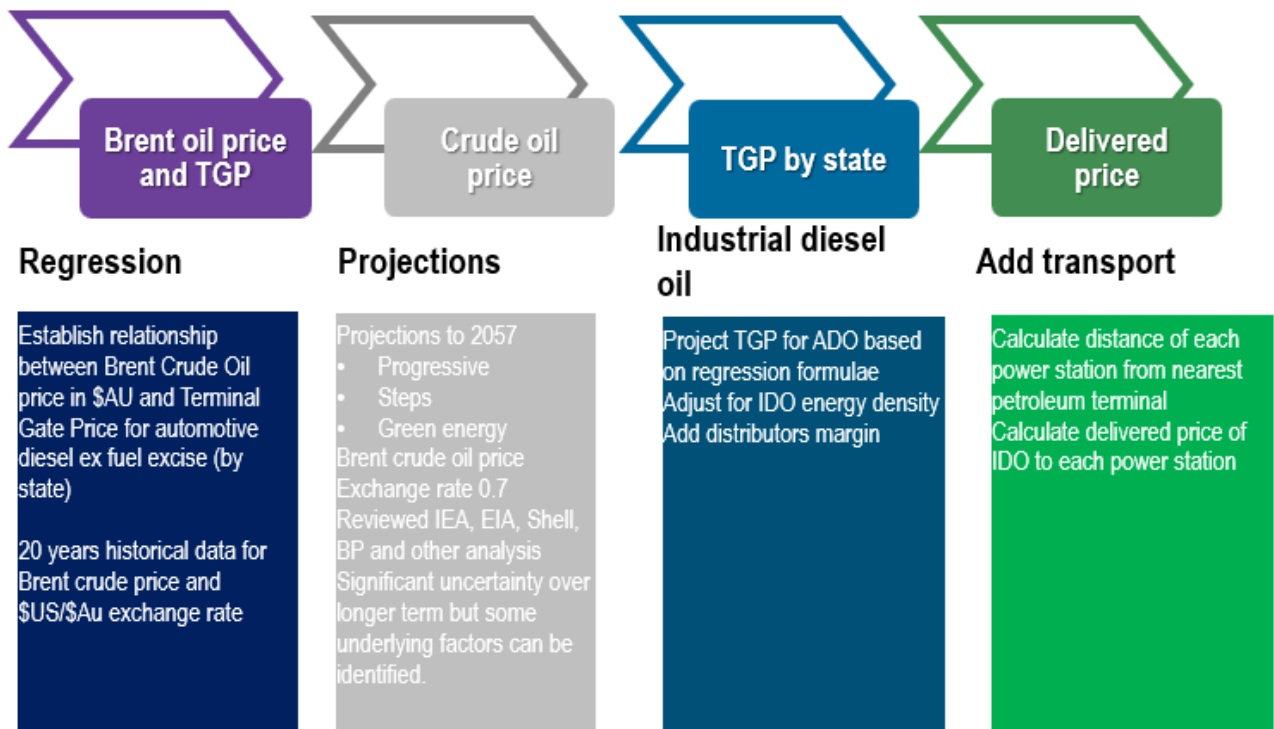 Brent oil price
and TGP
Crude oil
price
TGP by state
Delivered
price
Regression
Projections
Industrial diesel
oil
Add transport
Establish relationship
between Brent Crude Oil
price in $AU and Terminal
Gate Price for automotive
diesel ex fuel excise (by
state)
20 years historical data for
Brent crude price and
$US/$Au exchange rate
Projections to 2057
• Progressive
• Steps
• Green energy
Brent crude oil price
Exchange rate 0.7
Reviewed IEA, EIA, Shell,
BP and other analysis
Significant uncertainty over
longer term but some
underlying factors can be
identified.
Project TGP for ADO based
on regression formulae
Adjust for IDO energy density
Add distributors margin
Calculate distance of each
power station from nearest
petroleum terminal
Calculate delivered price of
IDO to each power station